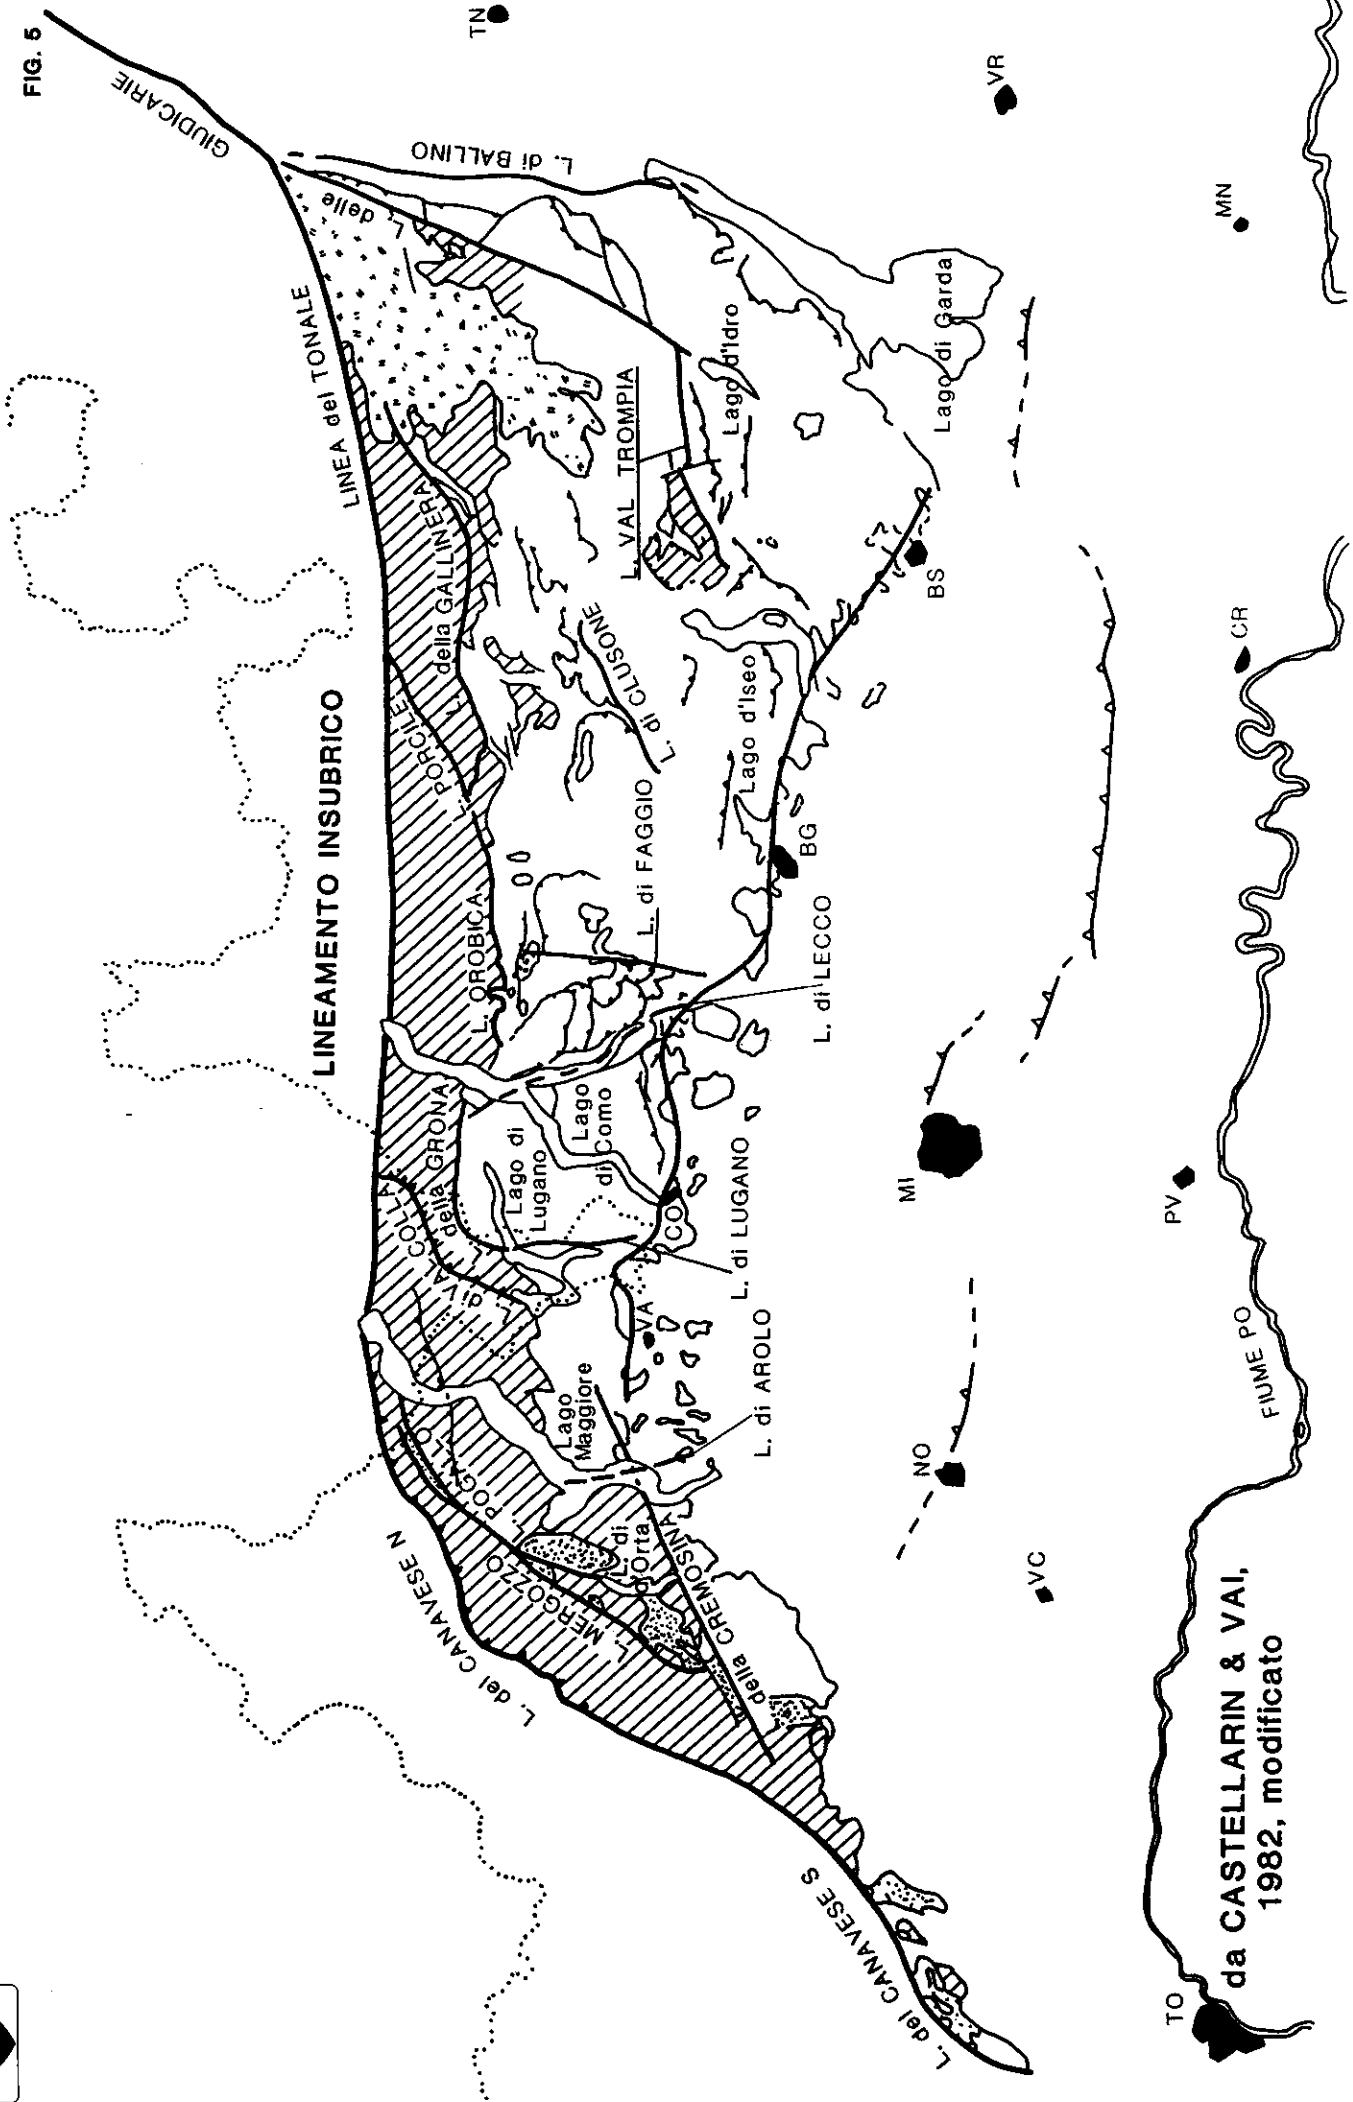 FIG. 5
TN
GIUDICARIE
L. delle
L. di BALLINO
VR
MN
LINEA del TONALE
LINEAMENTO INSUBRICO
L. VAL TROMPIA
Lago d'Idro
Lago di Garda
L. della GALLINERA
L. PORCILE
L. di CLUSONE
Lago d'Iseo
BS
CR
L. OROBICA
L. di FAGGIO
BG
L. di LECCO
L. della GRONA
L. di VAL COLLA
Lago di
Lugano
Lago
di Como
CO
L. di LUGANO
MI
PV
VA
Lago
Maggiore
L. di AROLO
NO
FIUME PO
L. POGALLO
L. MERGOZZO
L. di
d'Orta
L. della CREMOSINA
L. del CANAVESE N
VC
L. del CANAVESE S
TO
da CASTELLARIN & VAI,
1982, modificato